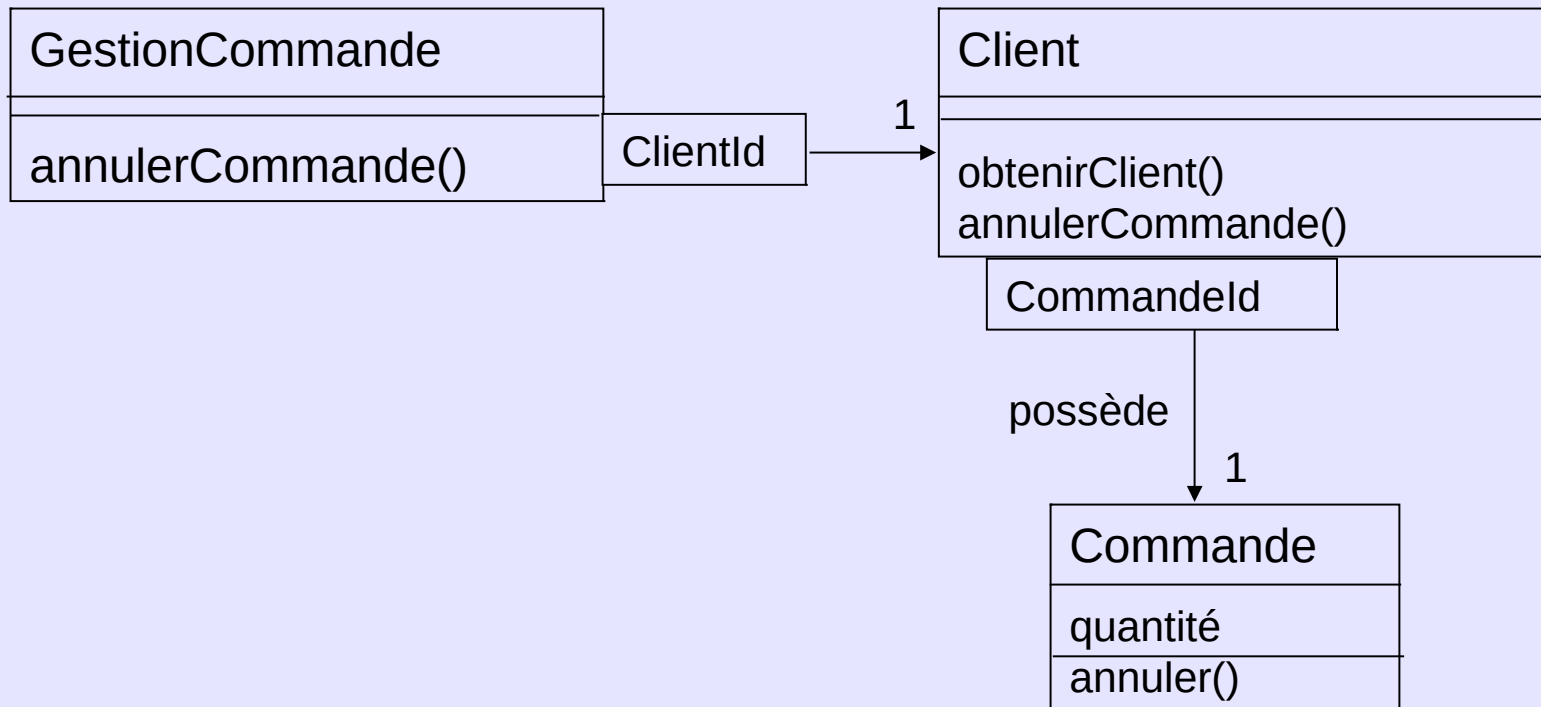 GestionCommande
annulerCommande()
ClientId
1
Client
obtenirClient()
annulerCommande()
CommandeId
possède
1
Commande
quantité
annuler()